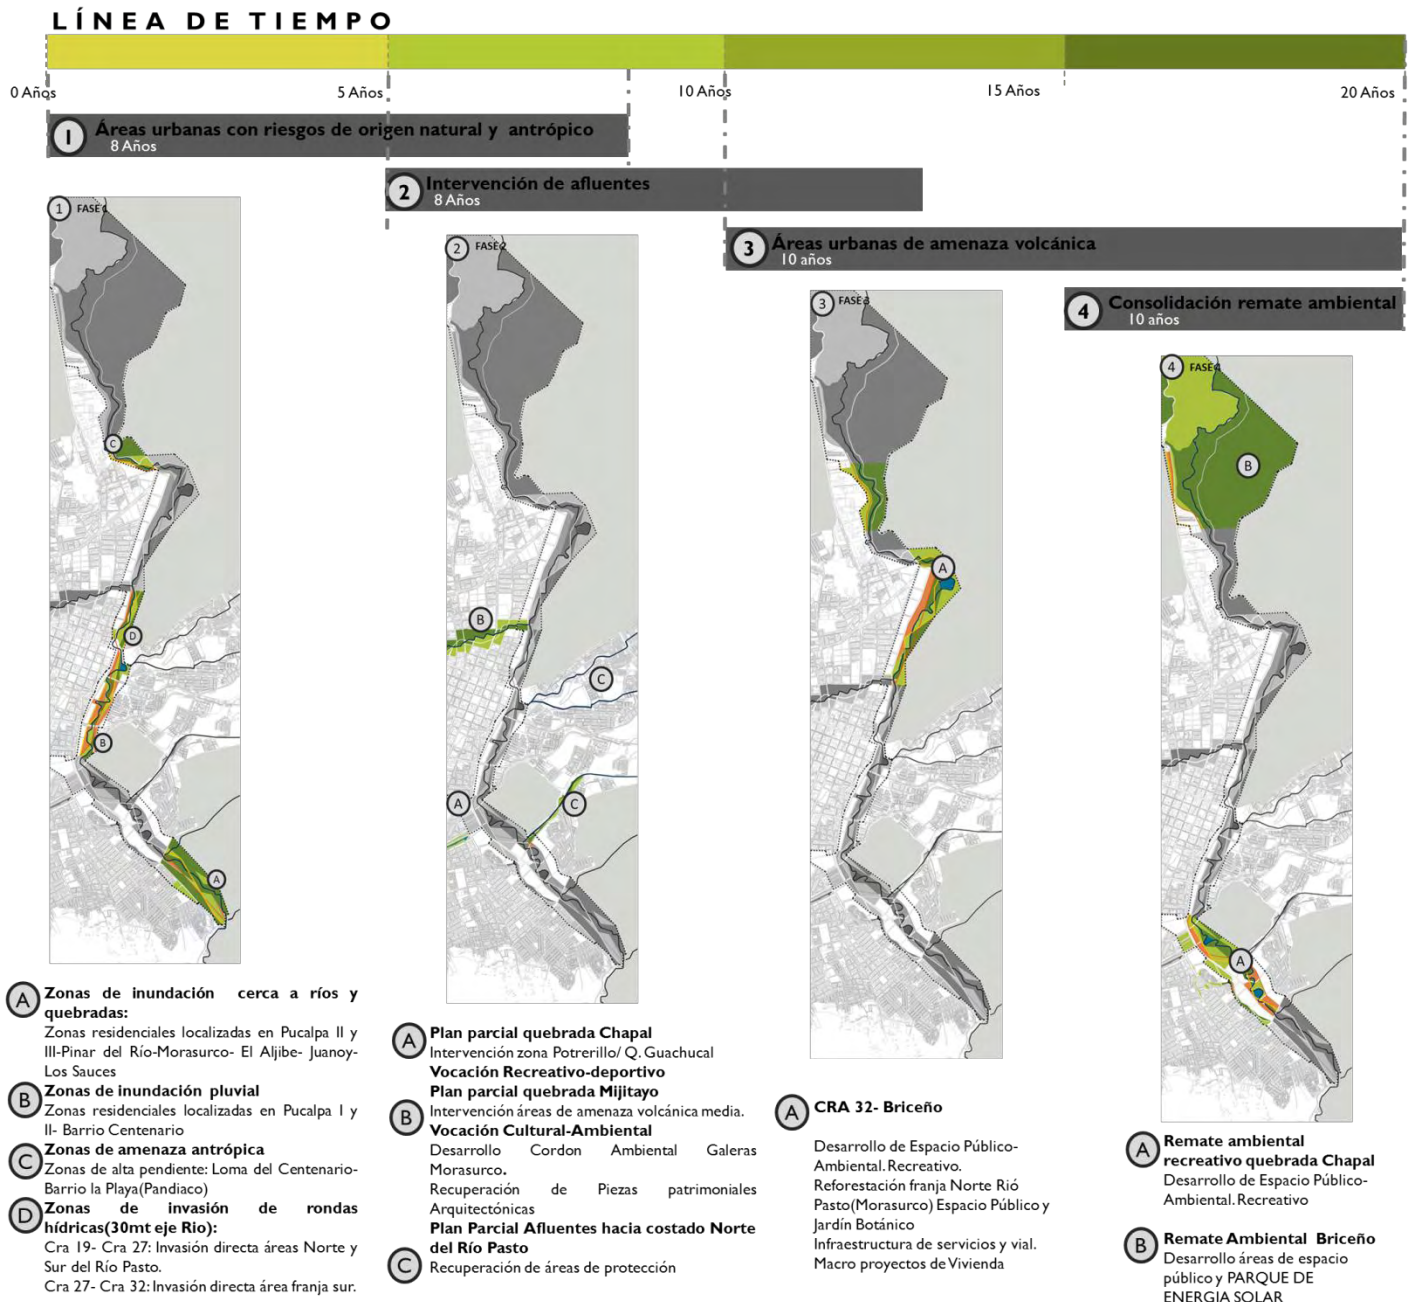 LÍNEA DE TIEMPO
0 Años
5 Años
10 Años
15 Años
20 Años
1 Áreas urbanas con riesgos de origen natural y antrópico
8 Años
2 Intervención de afluentes
8 Años
3 Áreas urbanas de amenaza volcánica
10 años
4 Consolidación remate ambiental
10 años
1 FASE 1
C
D
B
A
2 FASE 2
B
C
A
C
3 FASE 3
A
4 FASE 4
B
A
A Zonas de inundación cerca a ríos y
quebradas:
Zonas residenciales localizadas en Pucalpa II y
III-Pinar del Río-Morasurco- El Aljibe- Juanoy-
Los Sauces
B Zonas de inundación pluvial
Zonas residenciales localizadas en Pucalpa I y
II- Barrio Centenario
C Zonas de amenaza antrópica
Zonas de alta pendiente: Loma del Centenario-
Barrio la Playa(Pandiaco)
D Zonas de invasión de rondas
hídricas(30mt eje Rio):
Cra 19- Cra 27: Invasión directa áreas Norte y
Sur del Río Pasto.
Cra 27- Cra 32: Invasión directa área franja sur.
A Plan parcial quebrada Chapal
Intervención zona Potrerillo/ Q. Guachucal
Vocación Recreativo-deportivo
Plan parcial quebrada Mijitayo
B Intervención áreas de amenaza volcánica media.
Vocación Cultural-Ambiental
Desarrollo Cordon Ambiental Galeras
Morasurco.
Recuperación de Piezas patrimoniales
Arquitectónicas
Plan Parcial Afluentes hacia costado Norte
del Río Pasto
C Recuperación de áreas de protección
A CRA 32- Briceño
Desarrollo de Espacio Público-
Ambiental. Recreativo.
Reforestación franja Norte Rió
Pasto(Morasurco) Espacio Público y
Jardín Botánico
Infraestructura de servicios y vial.
Macro proyectos de Vivienda
A Remate ambiental
recreativo quebrada Chapal
Desarrollo de Espacio Público-
Ambiental. Recreativo
B Remate Ambiental Briceño
Desarrollo áreas de espacio
público y PARQUE DE
ENERGIA SOLAR